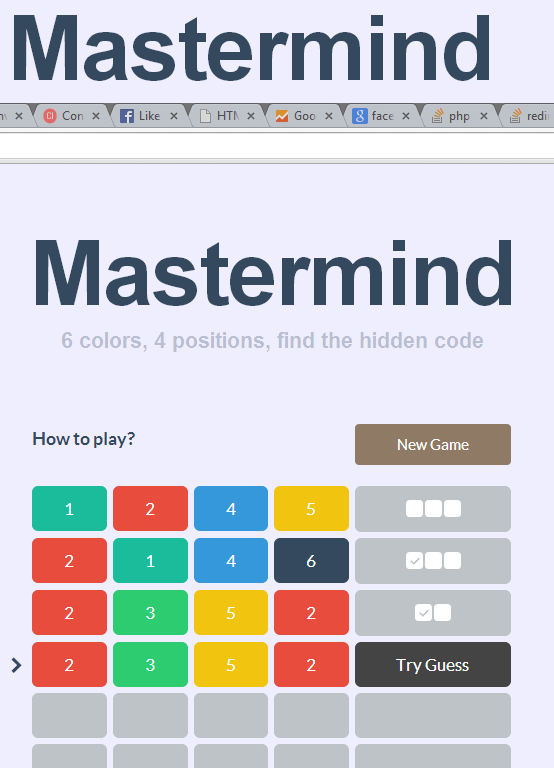 Mastermind
Con Like HTM Goo face php redi
Mastermind
6 colors, 4 positions, find the hidden code
How to play? New Game
1 2 4 5
2 1 4 6
2 3 5 2
2 3 5 2 Try Guess